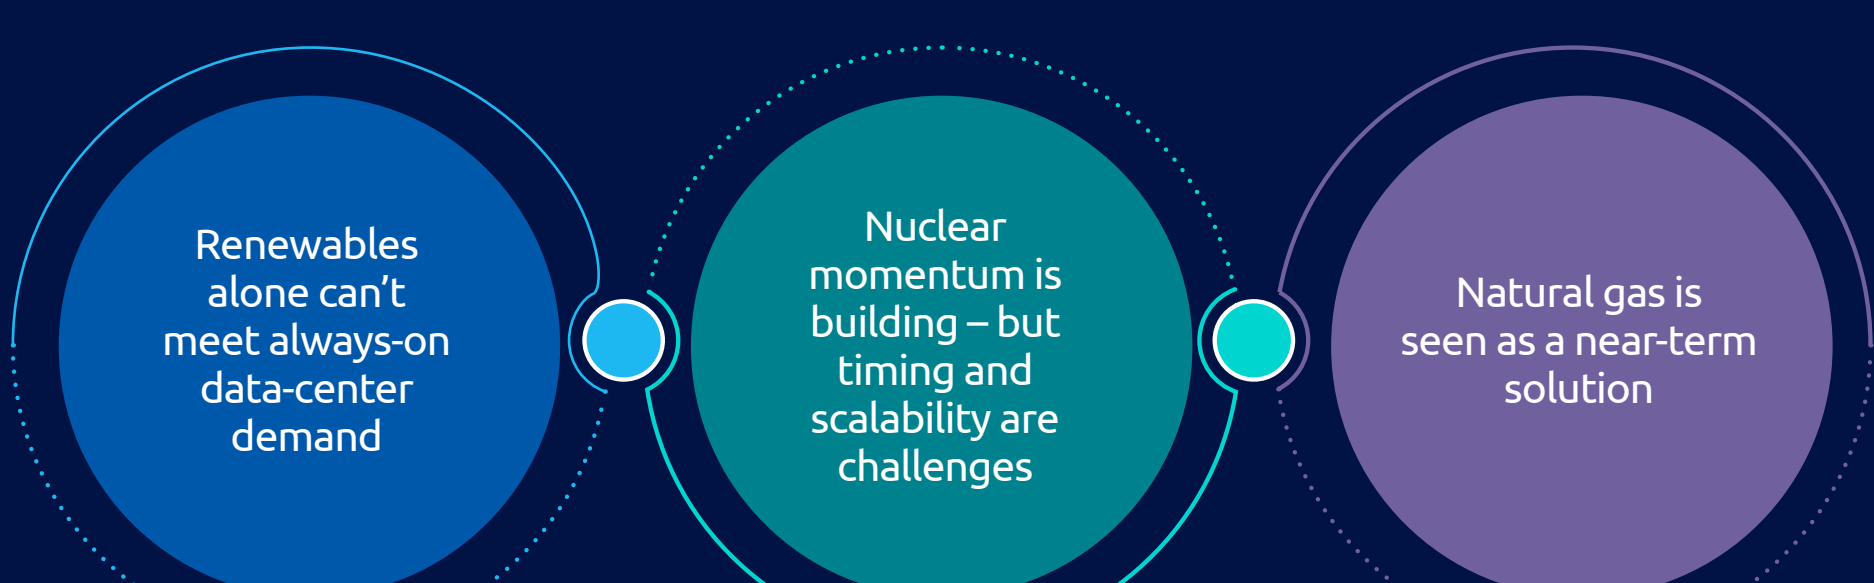 Renewables
alone can’t
meet always-on
data-center
demand
Nuclear
momentum is
building – but
timing and
scalability are
challenges
Natural gas is
seen as a near-term
solution